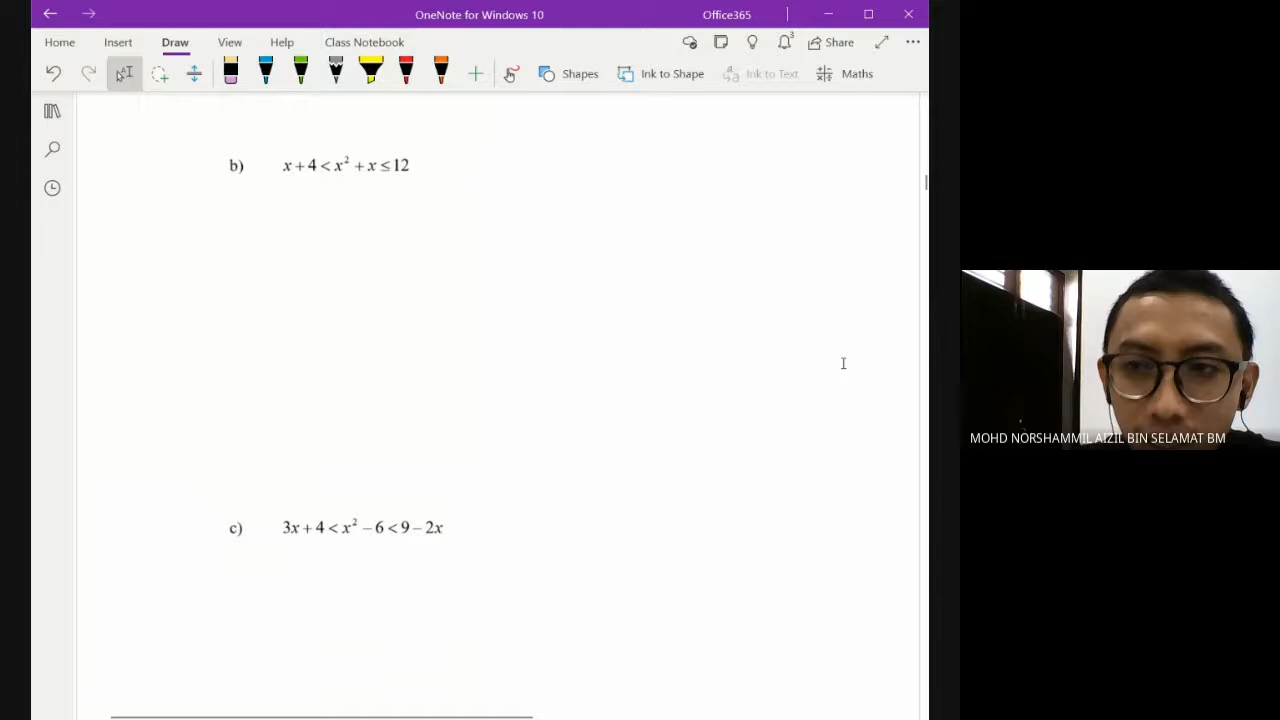 OneNote for Windows 10
Office365
Home Insert Draw View Help Class Notebook
3
Share
Shapes
Ink to Shape
Ink to Text
Maths
b) x + 4 < x² + x ≤ 12
c) 3x + 4 < x² − 6 < 9 − 2x
MOHD NORSHAMMIL AIZIL BIN SELAMAT BM